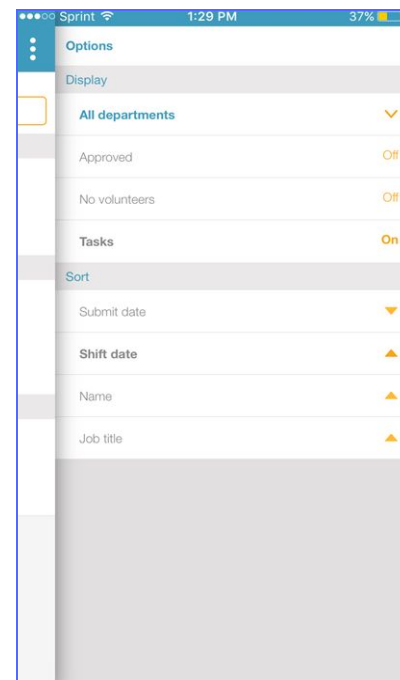 Sprint 1:29 PM 37%
Options
Display
All departments
Approved Off
No volunteers Off
Tasks On
Sort
Submit date
Shift date
Name
Job title